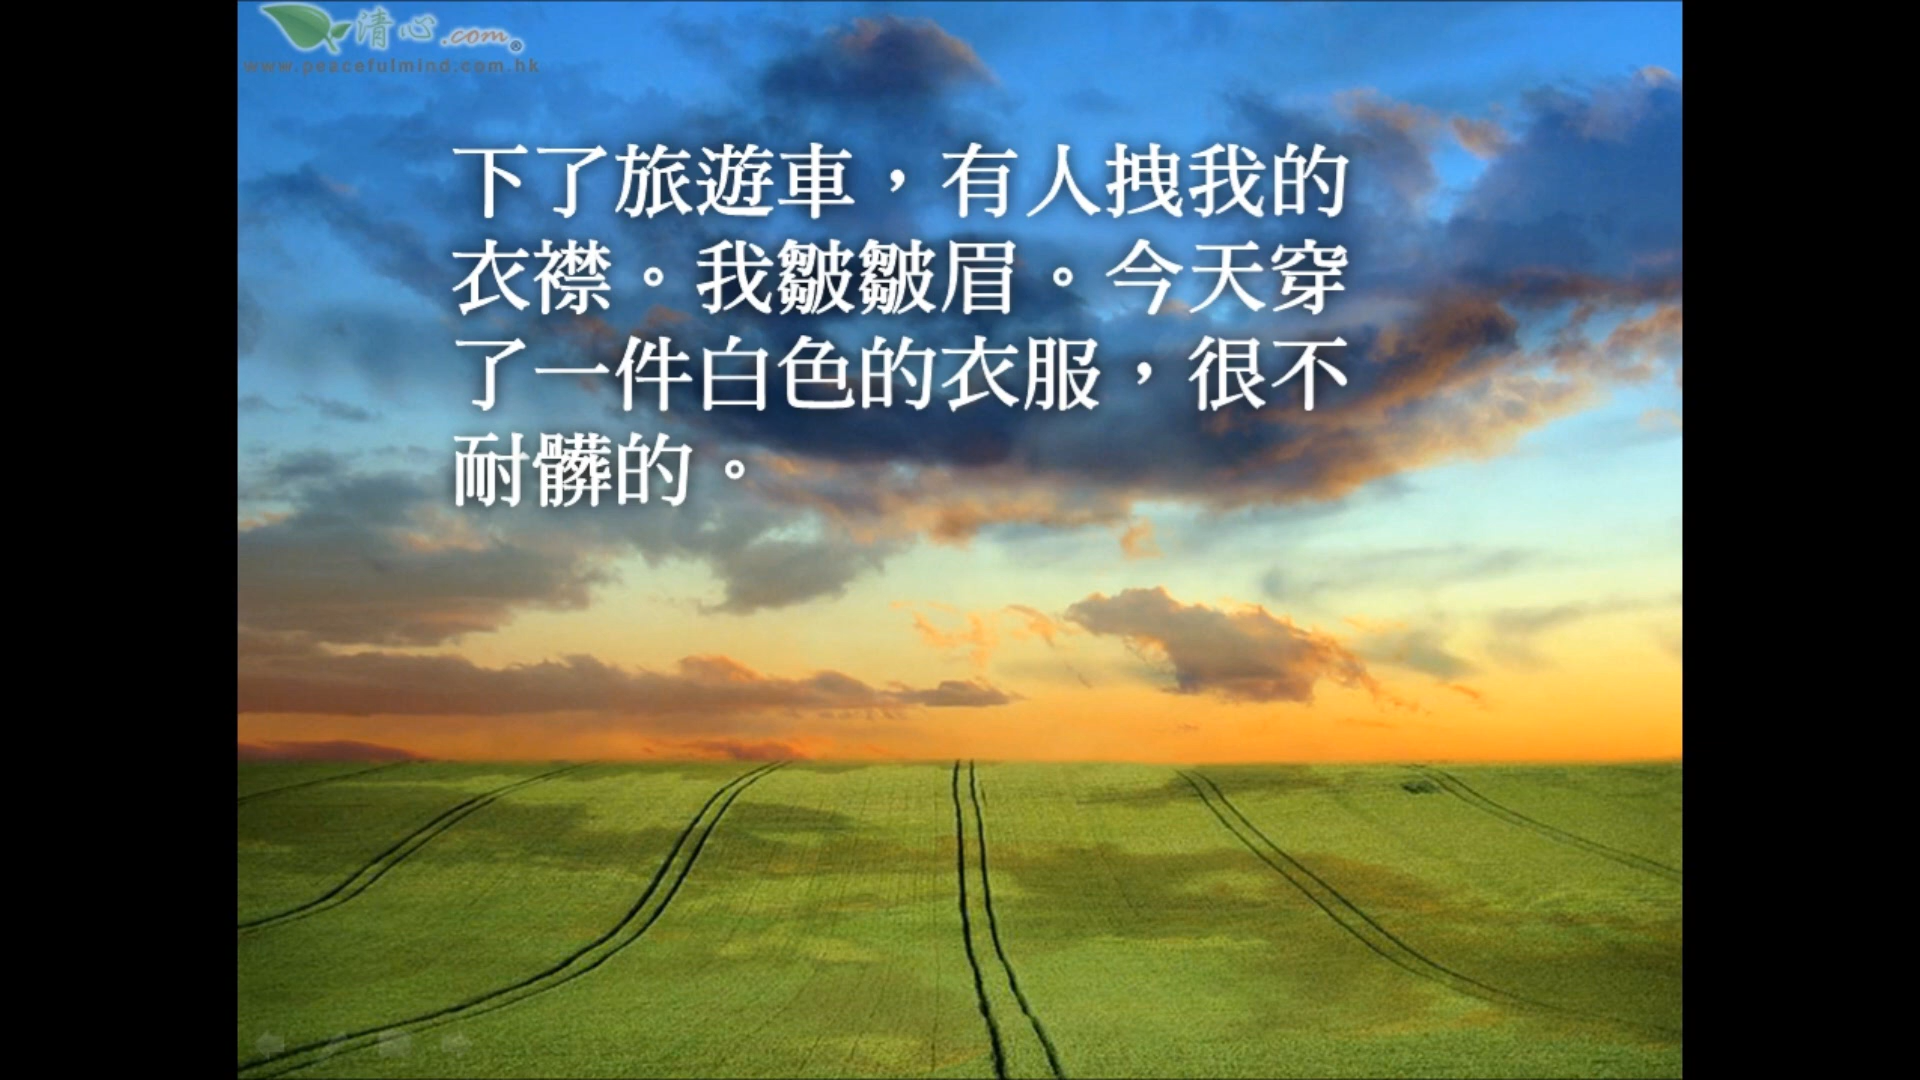 清心.com®
www.peacefulmind.com.hk
下了旅遊車，有人拽我的
衣襟。我皺皺眉。今天穿
了一件白色的衣服，很不
耐髒的。